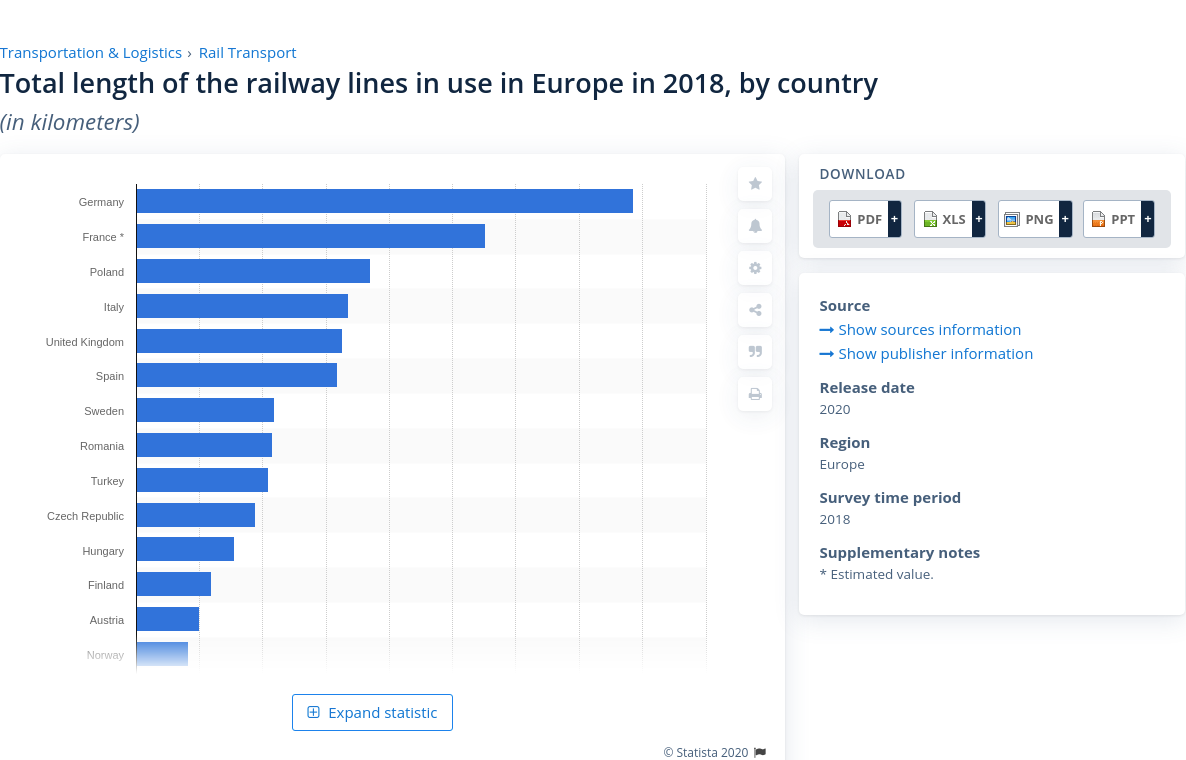 Transportation & Logistics › Rail Transport
Total length of the railway lines in use in Europe in 2018, by country
(in kilometers)
Germany
France *
Poland
Italy
United Kingdom
Spain
Sweden
Romania
Turkey
Czech Republic
Hungary
Finland
Austria
Norway
Expand statistic
© Statista 2020
DOWNLOAD
PDF + XLS + PNG + PPT +
Source
Show sources information
Show publisher information
Release date
2020
Region
Europe
Survey time period
2018
Supplementary notes
* Estimated value.